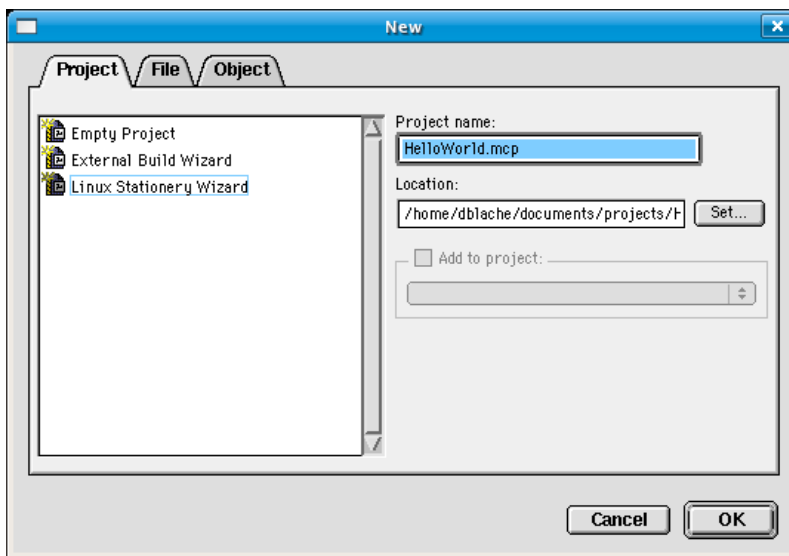 New
Project File Object
Empty Project
External Build Wizard
Linux Stationery Wizard
Project name:
HelloWorld.mcp
Location:
/home/dblache/documents/projects/H
Set...
Add to project:
Cancel OK